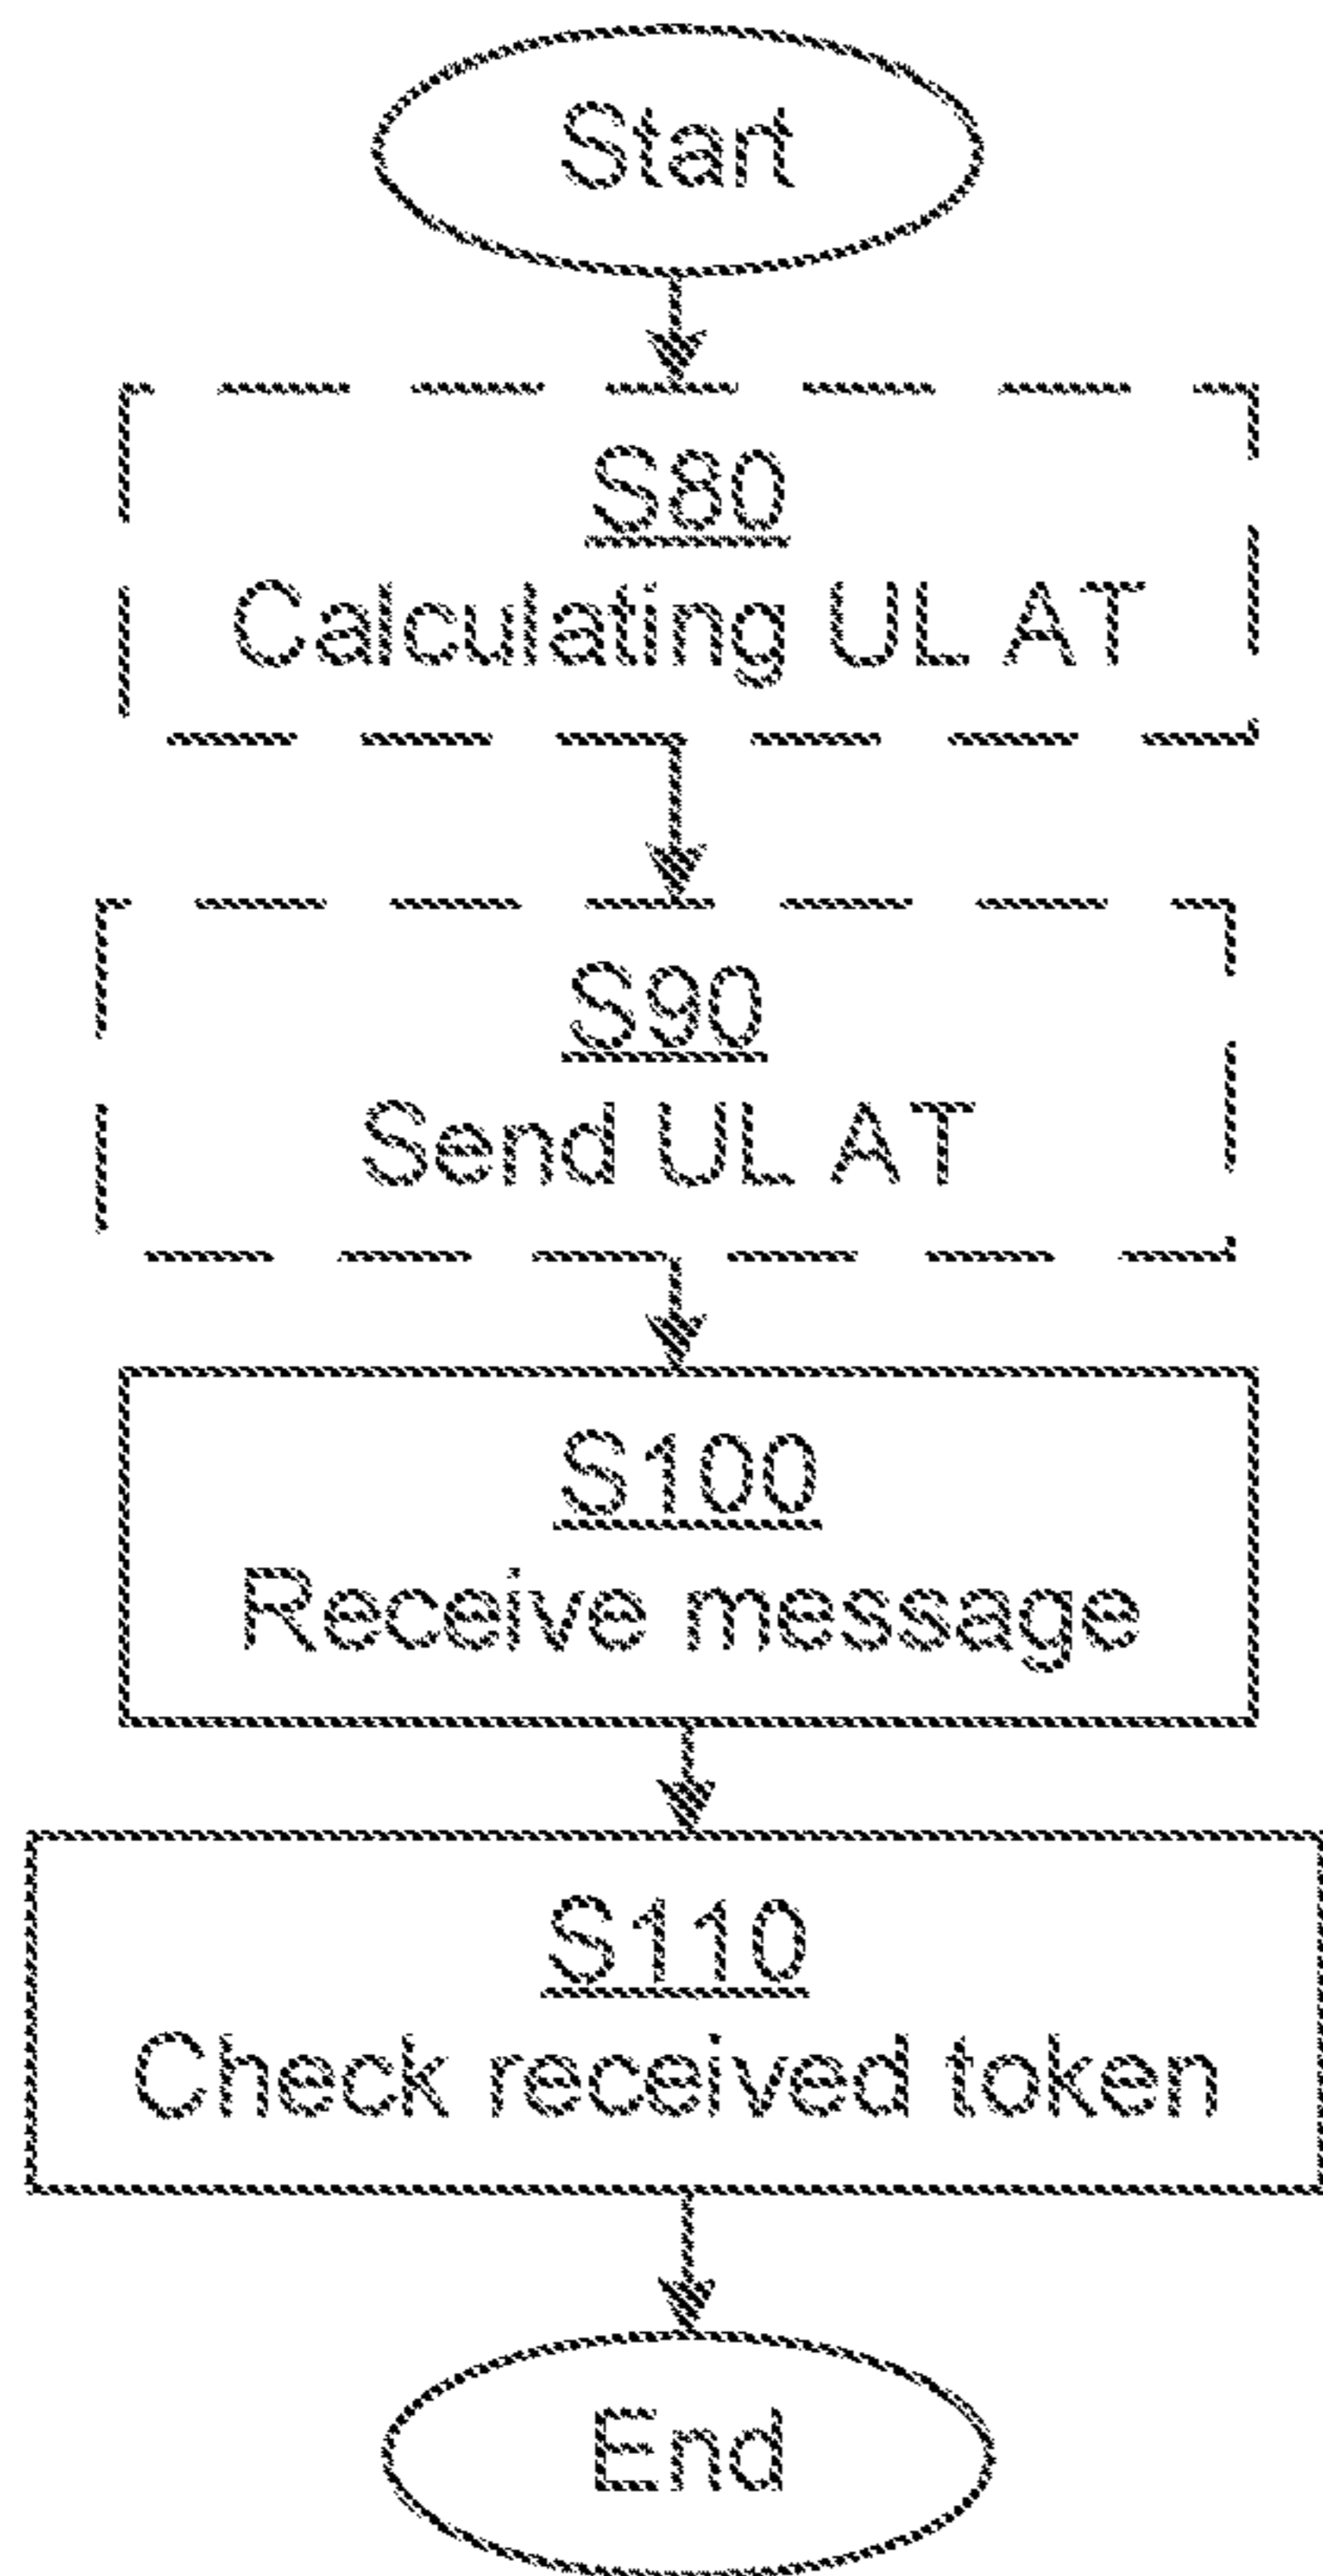 Start
S80
Calculating UL AT
S90
Send UL AT
S100
Receive message
S110
Check received token
End